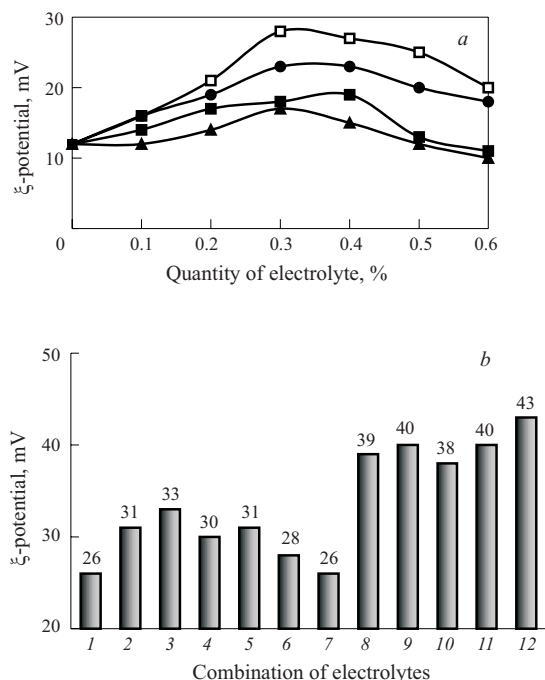 30
a
20
10
ξ-potential, mV
0 0.1 0.2 0.3 0.4 0.5 0.6
Quantity of electrolyte, %
50
b
43
40
39 40 38 40
ξ-potential, mV
33
31 30 31
30
28
26 26
20
1 2 3 4 5 6 7 8 9 10 11 12
Combination of electrolytes